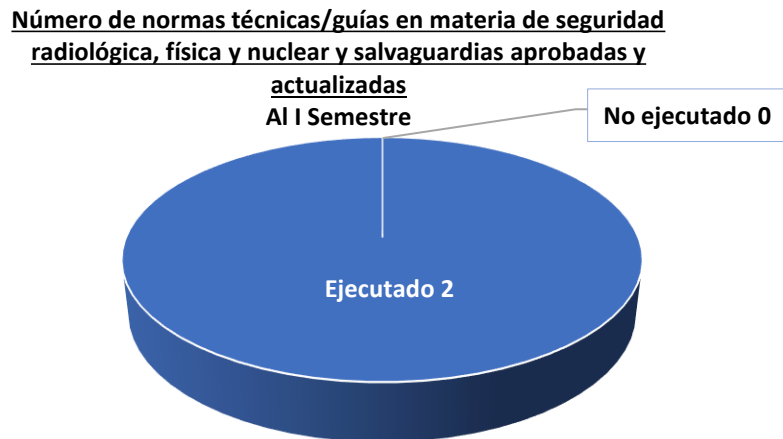 Número de normas técnicas/guías en materia de seguridad
radiológica, física y nuclear y salvaguardias aprobadas y
actualizadas
Al I Semestre
No ejecutado 0
Ejecutado 2